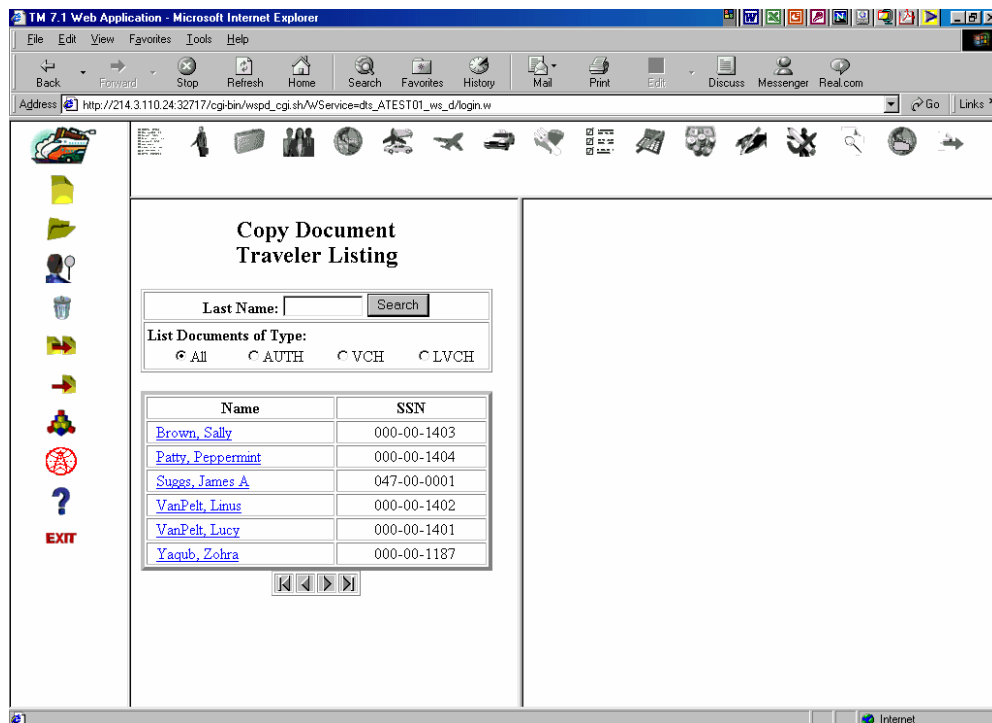 TM 7.1 Web Application - Microsoft Internet Explorer
File Edit View Favorites Tools Help
Back Forward Stop Refresh Home Search Favorites History Mail Print Edit Discuss Messenger Real.com
Address http://214.3.110.24:32717/cgi-bin/wspd_cgi.sh/WService=dts_ATEST01_ws_d/login.w Go Links
Copy Document
Traveler Listing
Last Name: Search
List Documents of Type:
All AUTH VCH LVCH
Name SSN
Brown, Sally 000-00-1403
Patty, Peppermint 000-00-1404
Suggs, James A 047-00-0001
VanPelt, Linus 000-00-1402
VanPelt, Lucy 000-00-1401
Yaqub, Zohra 000-00-1187
EXIT
Internet